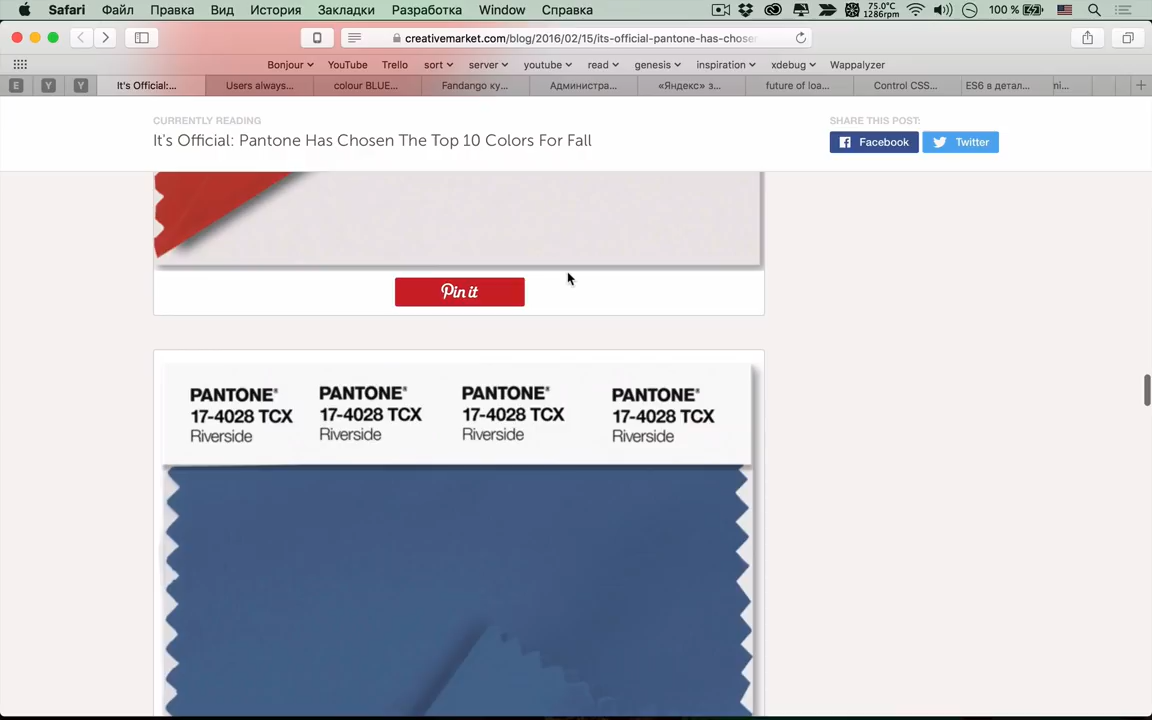 Safari Файл Правка Вид История Закладки Разработка Window Справка 75.0°C 1286rpm 100 %
creativemarket.com/blog/2016/02/15/its-official-pantone-has-chose
Bonjour YouTube Trello sort server youtube read genesis inspiration xdebug Wappalyzer
E Y Y It's Official:... Users always... colour BLUE... Fandango ку... Администра... «Яндекс» з... future of loa... Control CSS... ES6 в детал... ni...
CURRENTLY READING
It's Official: Pantone Has Chosen The Top 10 Colors For Fall
SHARE THIS POST:
Facebook Twitter
Pin it
PANTONE® PANTONE® PANTONE® PANTONE®
17-4028 TCX 17-4028 TCX 17-4028 TCX 17-4028 TCX
Riverside Riverside Riverside Riverside